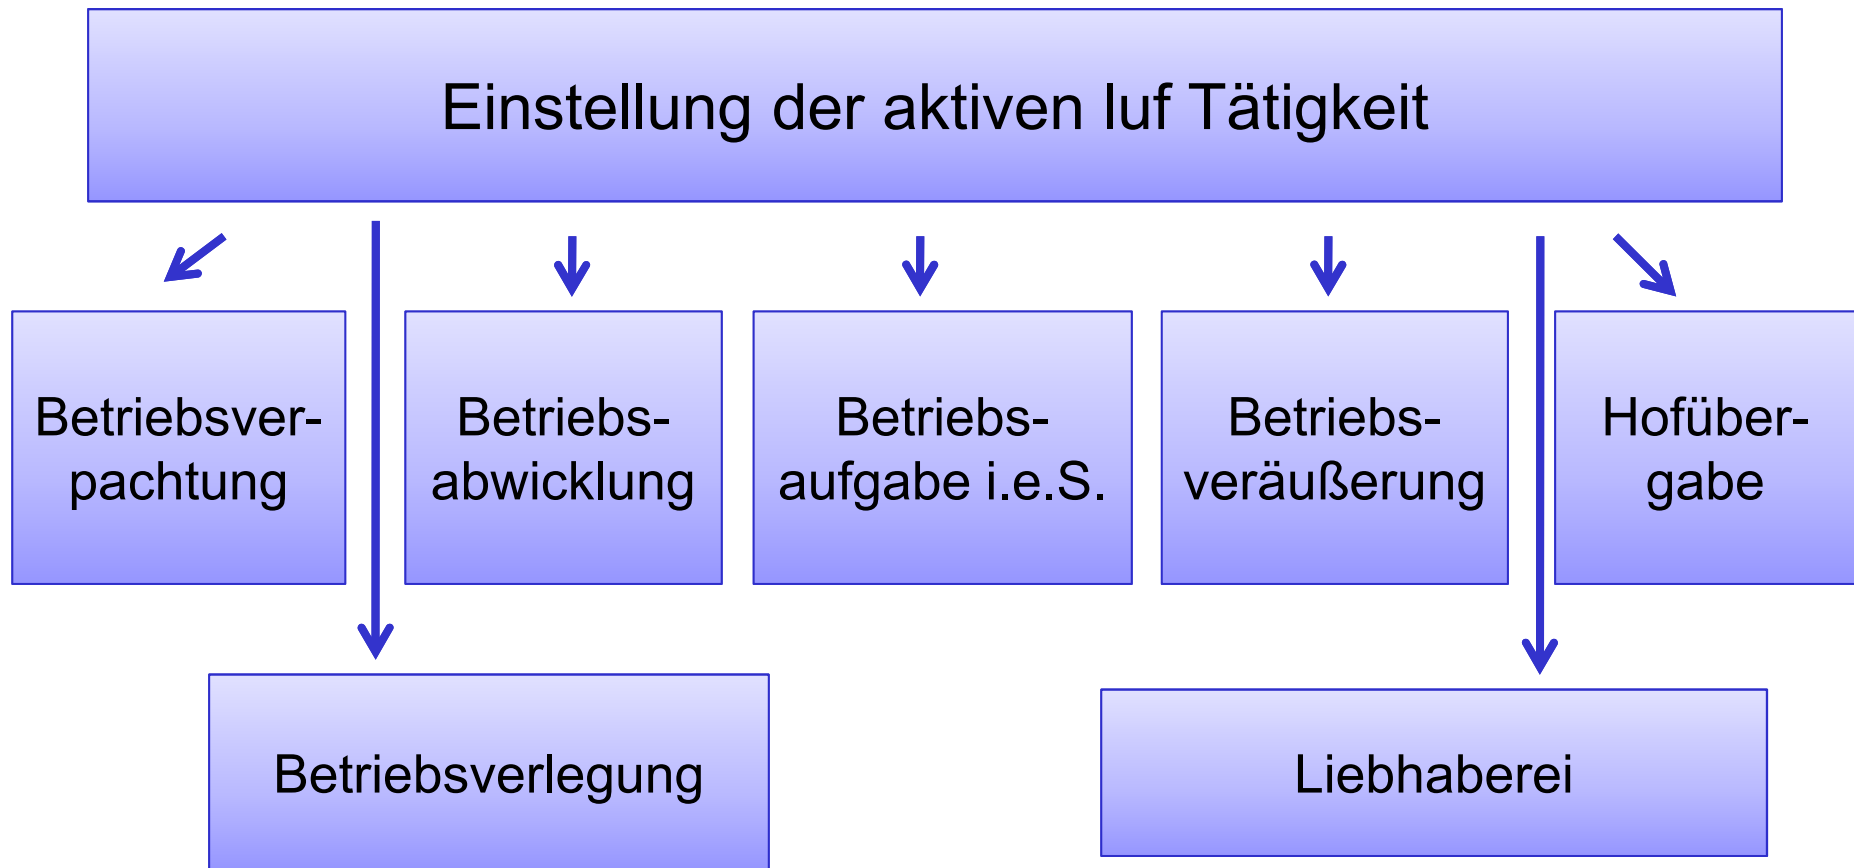 Einstellung der aktiven luf Tätigkeit
Betriebsver-
pachtung
Betriebs-
abwicklung
Betriebs-
aufgabe i.e.S.
Betriebs-
veräußerung
Hofüber-
gabe
Betriebsverlegung
Liebhaberei